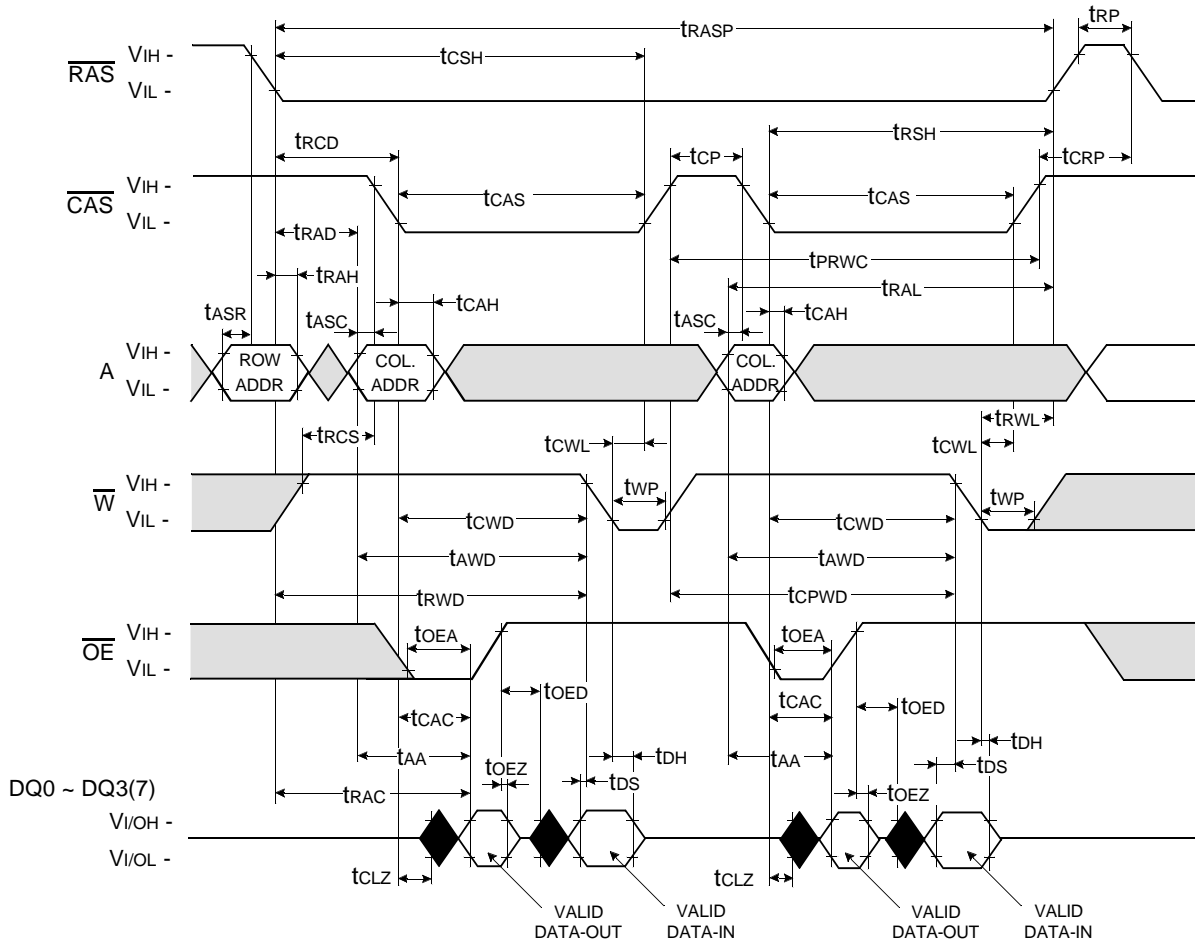 tRASP
tRP
tCSH
RAS
VIH -
VIL -
tRCD
tRSH
tCP
tCRP
CAS
VIH -
VIL -
tCAS
tCAS
tRAD
tPRWC
tRAH
tRAL
tASR
tASC
tCAH
tASC
tCAH
A
VIH -
VIL -
ROW
ADDR
COL.
ADDR
COL.
ADDR
tRWL
tRCS
tCWL
tCWL
W
VIH -
VIL -
tWP
tWP
tCWD
tCWD
tAWD
tAWD
tRWD
tCPWD
OE
VIH -
VIL -
tOEA
tOEA
tOED
tOED
tCAC
tCAC
tAA
tDH
tAA
tDH
tOEZ
tDS
tOEZ
tDS
DQ0 ~ DQ3(7)
tRAC
VI/OH -
VI/OL -
tCLZ
tCLZ
VALID
DATA-OUT
VALID
DATA-IN
VALID
DATA-OUT
VALID
DATA-IN